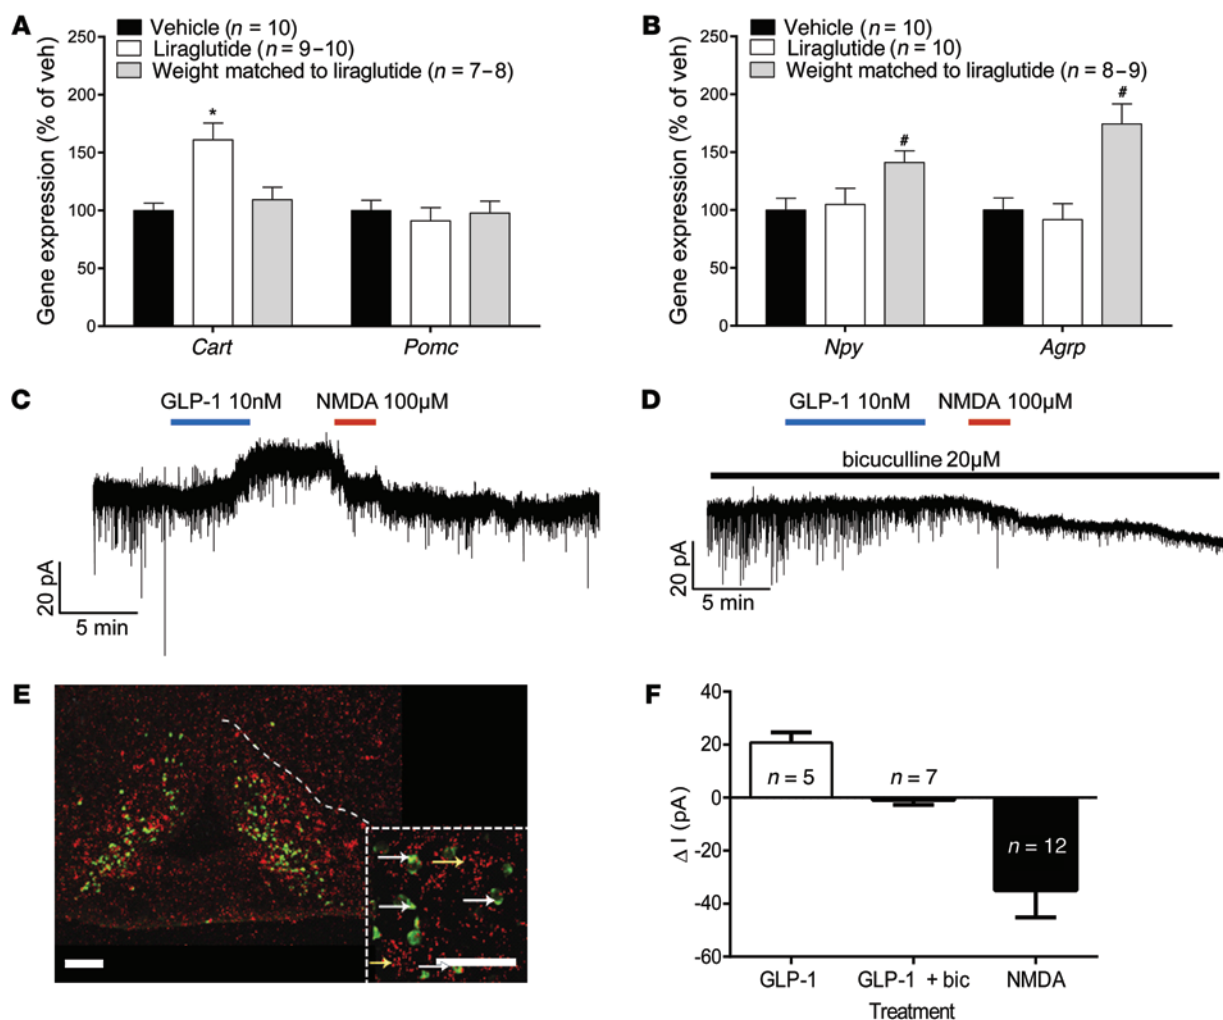 A
Vehicle (n = 10)
Liraglutide (n = 9–10)
Weight matched to liraglutide (n = 7–8)
Gene expression (% of veh)
250
200
150
100
50
0
*
Cart
Pomc
B
Vehicle (n = 10)
Liraglutide (n = 10)
Weight matched to liraglutide (n = 8–9)
Gene expression (% of veh)
250
200
150
100
50
0
#
#
Npy
Agrp
C
GLP-1 10nM
NMDA 100µM
20 pA
5 min
D
GLP-1 10nM
NMDA 100µM
bicuculline 20µM
20 pA
5 min
E
F
Δ I (pA)
40
20
0
-20
-40
-60
n = 5
n = 7
n = 12
GLP-1
GLP-1 + bic
NMDA
Treatment